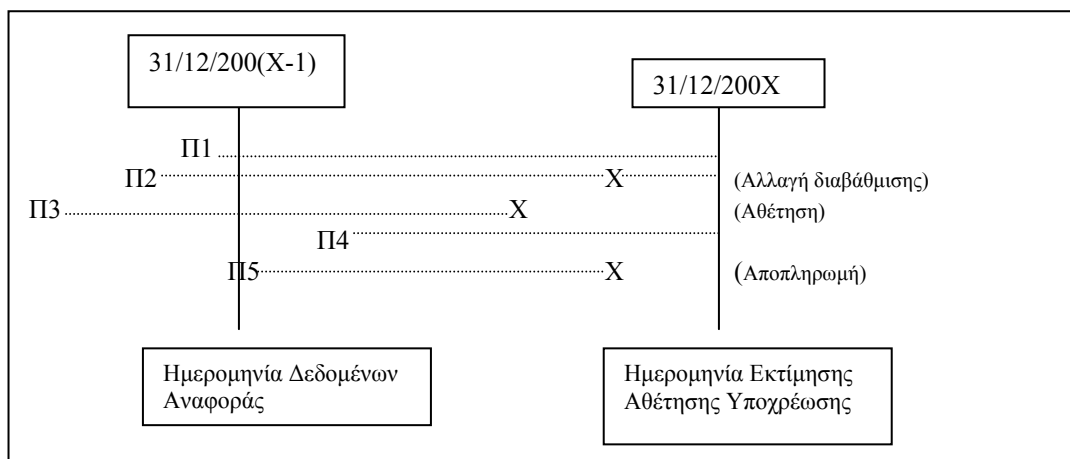 31/12/200(Χ-1)
31/12/200Χ
Π1
Π2 Χ (Αλλαγή διαβάθμισης)
Π3 Χ (Αθέτηση)
Π4
Π5 Χ (Αποπληρωμή)
Ημερομηνία Δεδομένων
Αναφοράς
Ημερομηνία Εκτίμησης
Αθέτησης Υποχρέωσης